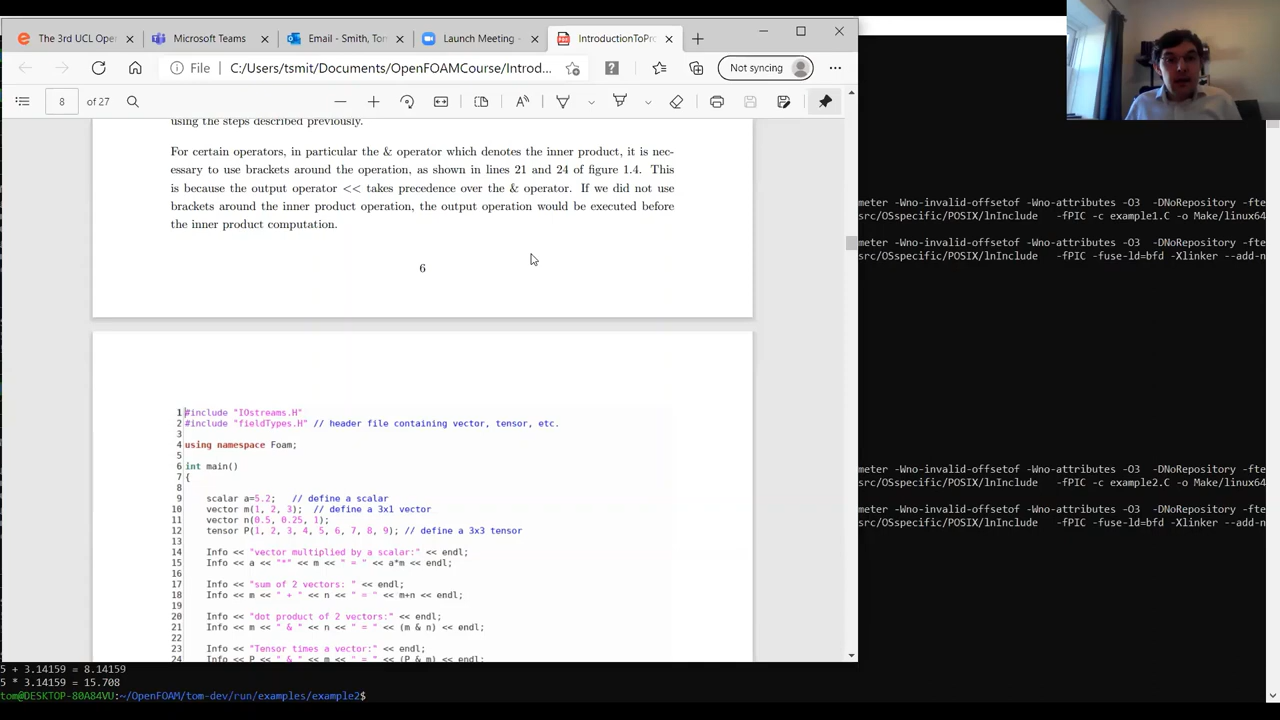 The 3rd UCL Ope
Microsoft Teams
Email - Smith, Ton
Launch Meeting -
IntroductionToPro
File
C:/Users/tsmit/Documents/OpenFOAMCourse/Introd...
Not syncing
8 of 27
using the steps described previously.
For certain operators, in particular the & operator which denotes the inner product, it is nec-
essary to use brackets around the operation, as shown in lines 21 and 24 of figure 1.4. This
is because the output operator << takes precedence over the & operator. If we did not use
brackets around the inner product operation, the output operation would be executed before
the inner product computation.
6
1 #include "IOstreams.H"
2 #include "fieldTypes.H" // header file containing vector, tensor, etc.
3
4 using namespace Foam;
5
6 int main()
7 {
8
9 scalar a=5.2; // define a scalar
10 vector m(1, 2, 3); // define a 3x1 vector
11 vector n(0.5, 0.25, 1);
12 tensor P(1, 2, 3, 4, 5, 6, 7, 8, 9); // define a 3x3 tensor
13
14 Info << "vector multiplied by a scalar:" << endl;
15 Info << a << "*" << m << " = " << a*m << endl;
16
17 Info << "sum of 2 vectors: " << endl;
18 Info << m << " + " << n << " = " << m+n << endl;
19
20 Info << "dot product of 2 vectors:" << endl;
21 Info << m << " & " << n << " = " << (m & n) << endl;
22
23 Info << "Tensor times a vector:" << endl;
24 Info << P << " & " << m << " = " << (P & m) << endl;
meter -Wno-invalid-offsetof -Wno-attributes -O3 -DNoRepository -fte
src/OSspecific/POSIX/lnInclude -fPIC -c example1.C -o Make/linux64
meter -Wno-invalid-offsetof -Wno-attributes -O3 -DNoRepository -fte
src/OSspecific/POSIX/lnInclude -fPIC -fuse-ld=bfd -Xlinker --add-n
meter -Wno-invalid-offsetof -Wno-attributes -O3 -DNoRepository -fte
src/OSspecific/POSIX/lnInclude -fPIC -c example2.C -o Make/linux64
meter -Wno-invalid-offsetof -Wno-attributes -O3 -DNoRepository -fte
src/OSspecific/POSIX/lnInclude -fPIC -fuse-ld=bfd -Xlinker --add-n
5 + 3.14159 = 8.14159
5 * 3.14159 = 15.708
tom@DESKTOP-80A84VU:~/OpenFOAM/tom-dev/run/examples/example2$